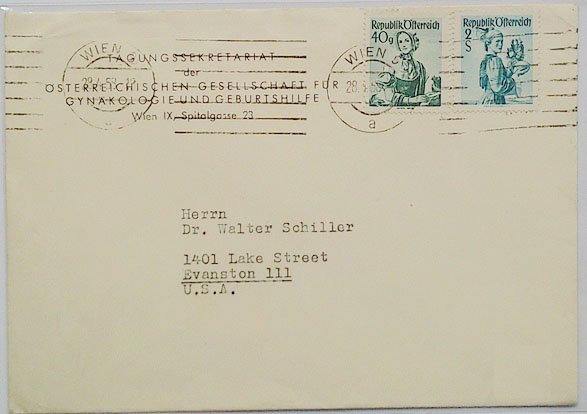 TAGUNGSSEKRETARIAT
der
ÖSTERREICHISCHEN GESELLSCHAFT FÜR
GYNÄKOLOGIE UND GEBURTSHILFE
Wien IX, Spitalgasse 23
WIEN
WIEN
a
Republik Österreich
40g
Republik Österreich
2
S
Herrn
Dr. Walter Schiller
1401 Lake Street
Evanston 111
U.S.A.